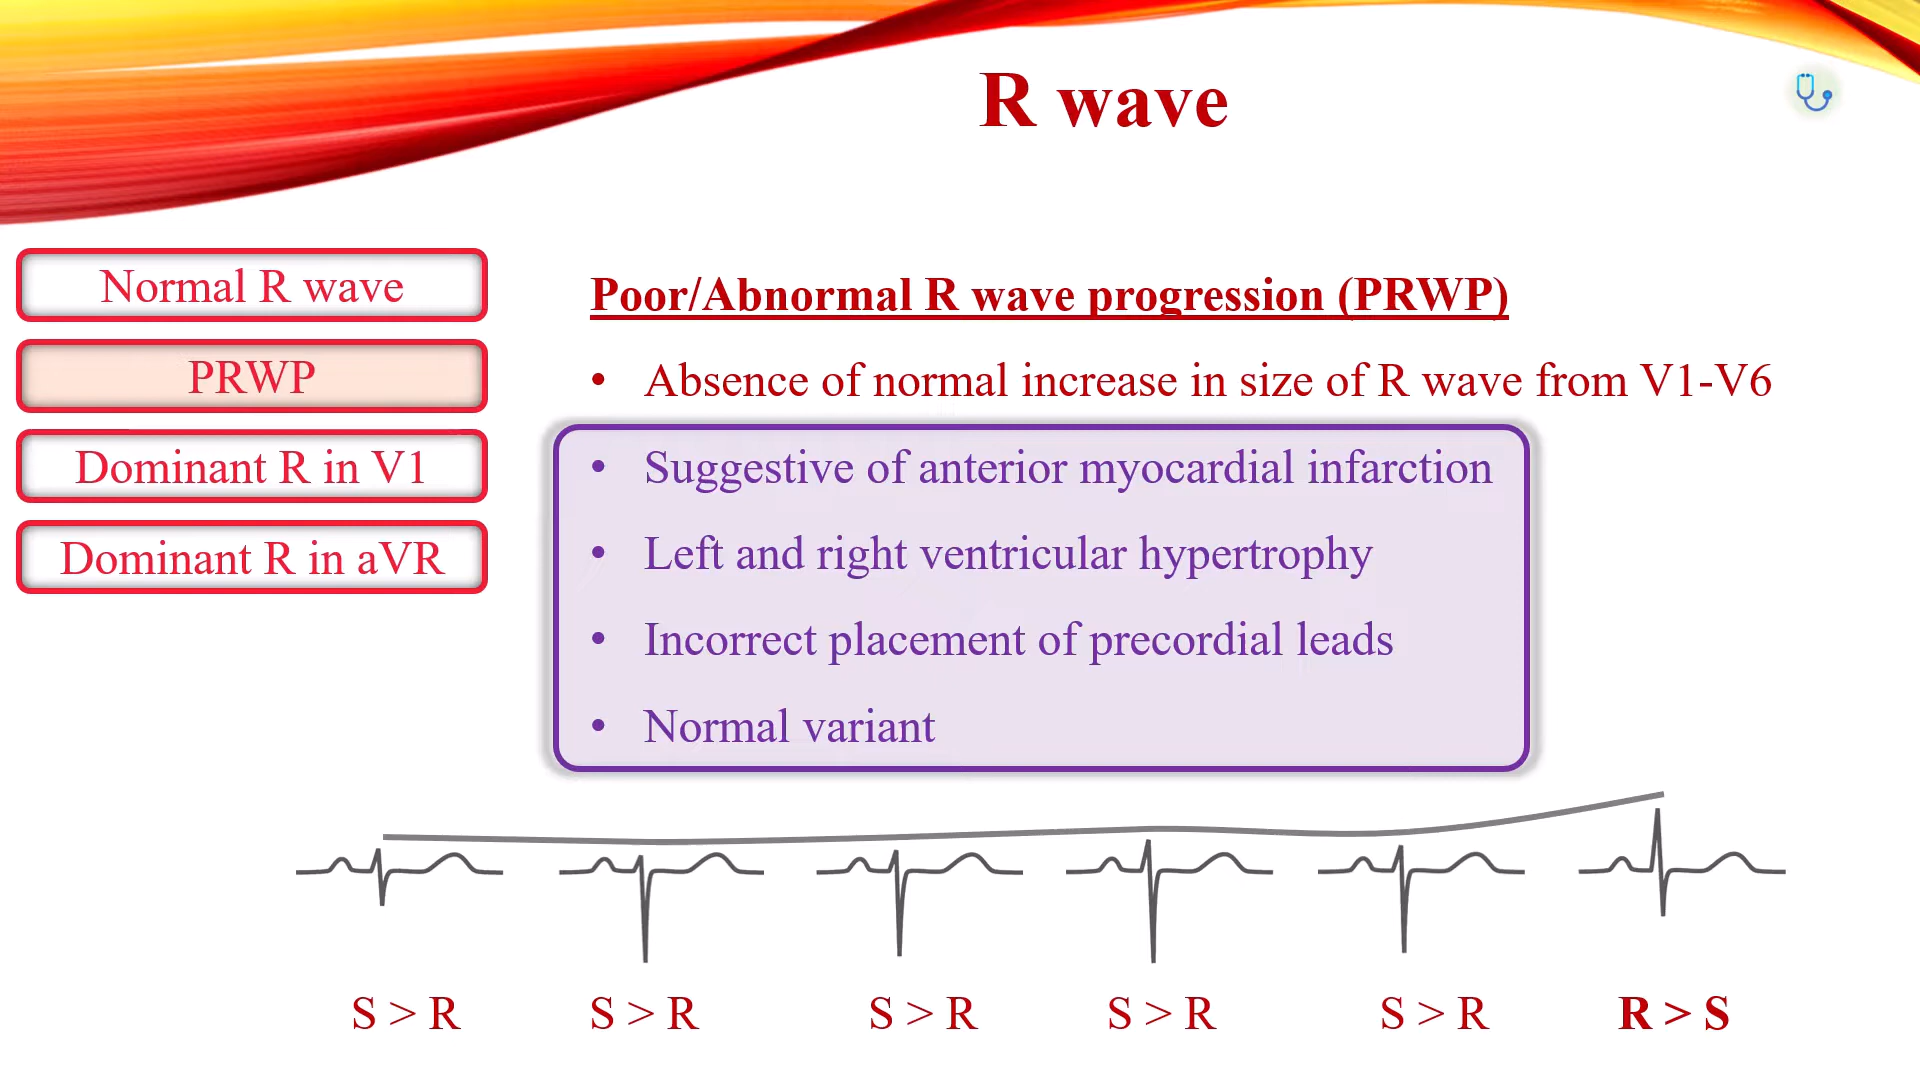 R wave
Normal R wave
PRWP
Dominant R in V1
Dominant R in aVR
Poor/Abnormal R wave progression (PRWP)
• Absence of normal increase in size of R wave from V1-V6
• Suggestive of anterior myocardial infarction
• Left and right ventricular hypertrophy
• Incorrect placement of precordial leads
• Normal variant
S > R S > R S > R S > R S > R R > S